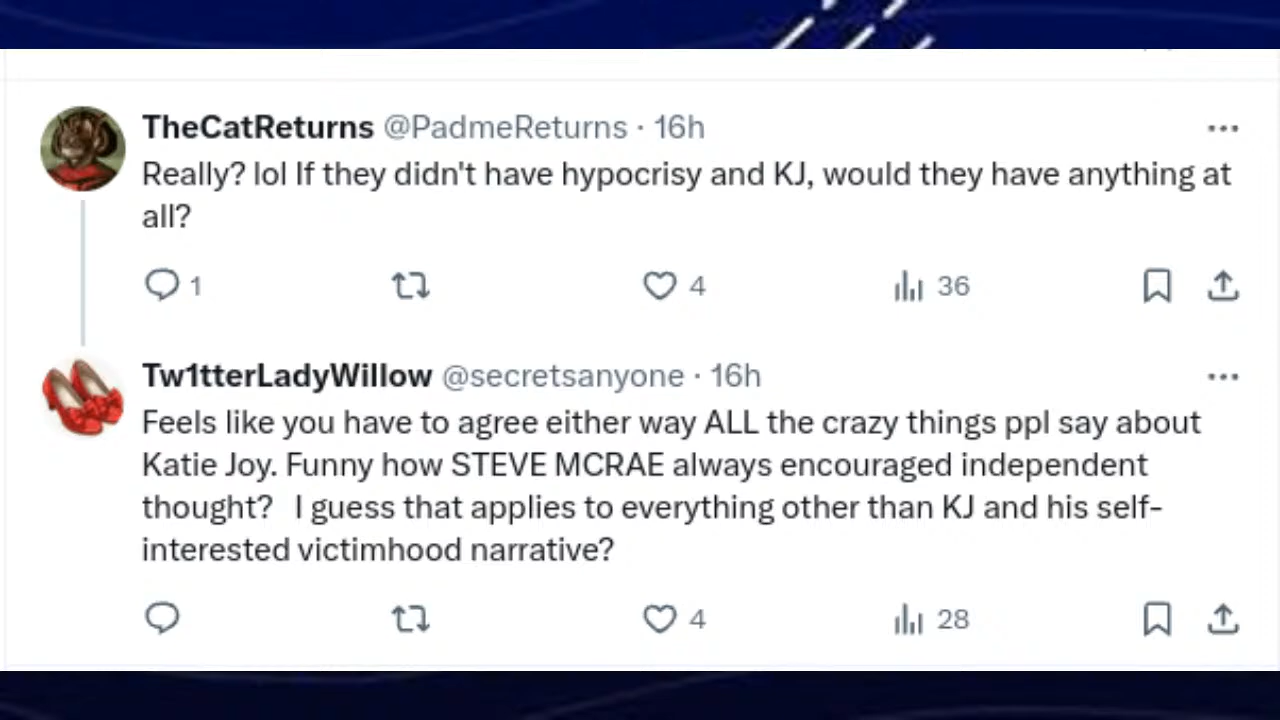 TheCatReturns @PadmeReturns · 16h
Really? lol If they didn't have hypocrisy and KJ, would they have anything at
all?
1 4 36
Tw1tterLadyWillow @secretsanyone · 16h
Feels like you have to agree either way ALL the crazy things ppl say about
Katie Joy. Funny how STEVE MCRAE always encouraged independent
thought? I guess that applies to everything other than KJ and his self-
interested victimhood narrative?
4 28